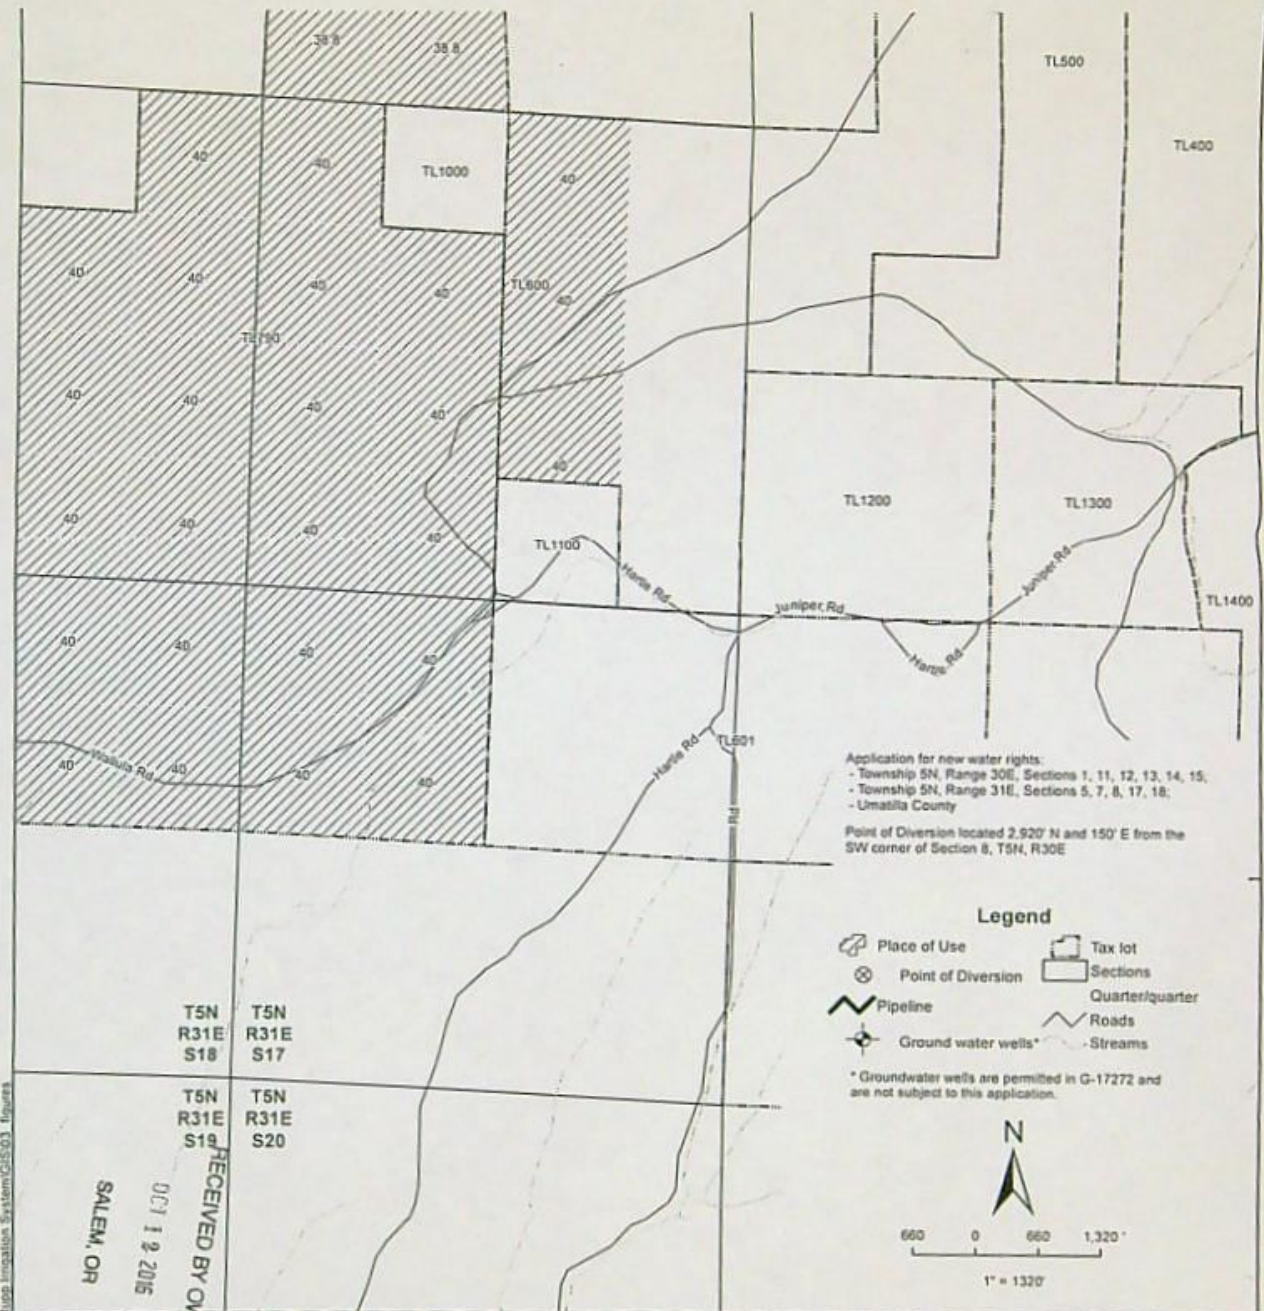 38.8 38.8
TL500
TL400
40 40 TL1000 40
40 40 40 40 TL600 40
40 40 40 40 40
40 40 40 40
TL1200 TL1300
TL1100
Hartle Rd Juniper Rd Juniper Rd
TL1400
Hartle Rd
40 40 40 40
Hartle Rd TL601
Wallula Rd
40 40 40 40
Rd
Application for new water rights:
- Township 5N, Range 30E, Sections 1, 11, 12, 13, 14, 15;
- Township 5N, Range 31E, Sections 5, 7, 8, 17, 18;
- Umatilla County
Point of Diversion located 2,920' N and 150' E from the
SW corner of Section 8, T5N, R30E
Legend
Place of Use Tax lot
Point of Diversion Sections
Quarter/quarter
Pipeline Roads
Ground water wells* Streams
* Groundwater wells are permitted in G-17272 and
are not subject to this application.
T5N T5N
R31E R31E
S18 S17
T5N T5N
R31E R31E
S19 S20
RECEIVED BY
OCT 12 2016
SALEM, OR
N
660 0 660 1,320 '
1" = 1320'